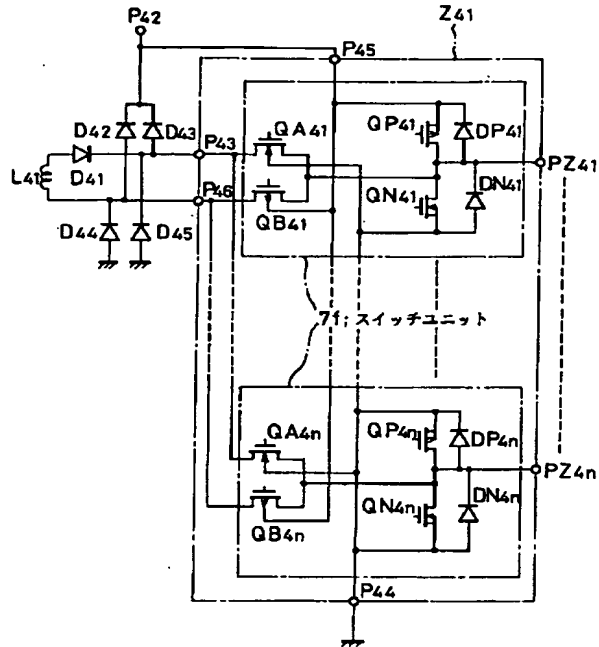 P42
Z41
P45
QA41
QP41
DP41
D42
D43
P43
D41
L41
P46
PZ41
QN41
DN41
QB41
D44
D45
7f; スイッチユニット
QA4n
QP4n
DP4n
PZ4n
QN4n
DN4n
QB4n
P44